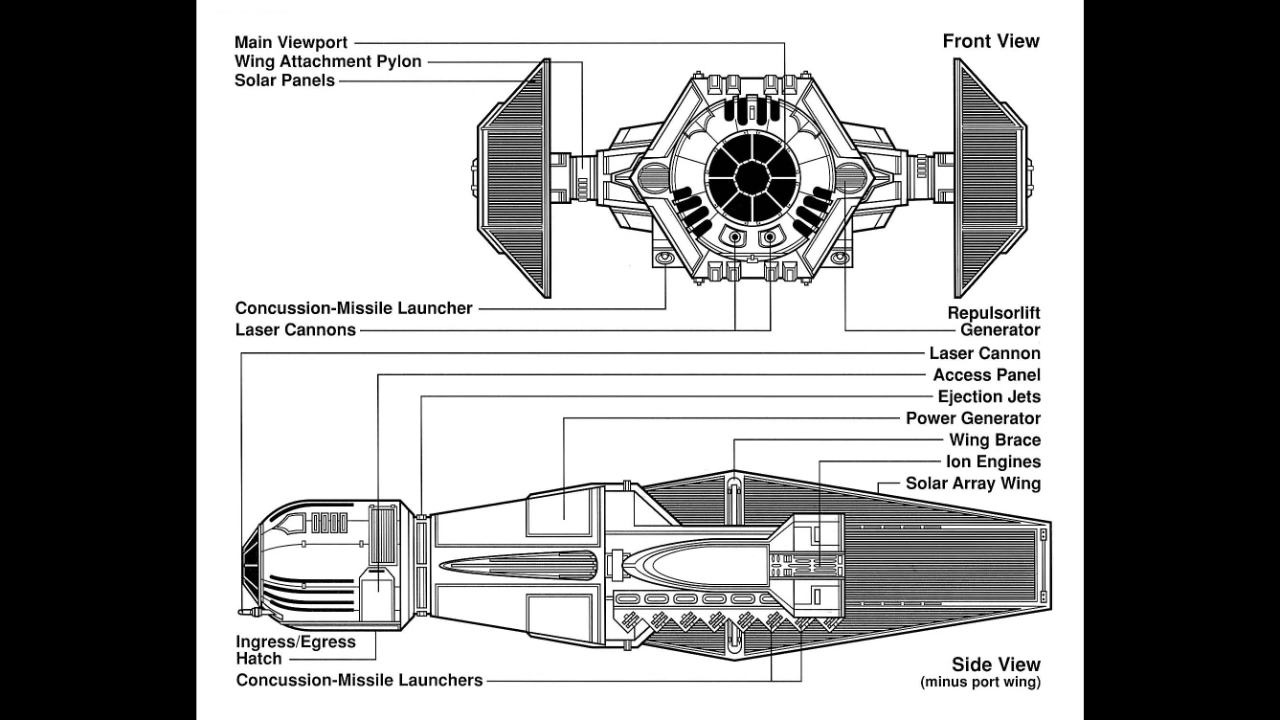 Main Viewport
Wing Attachment Pylon
Solar Panels
Front View
Concussion-Missile Launcher
Laser Cannons
Repulsorlift
Generator
Laser Cannon
Access Panel
Ejection Jets
Power Generator
Wing Brace
Ion Engines
Solar Array Wing
Ingress/Egress
Hatch
Concussion-Missile Launchers
Side View
(minus port wing)